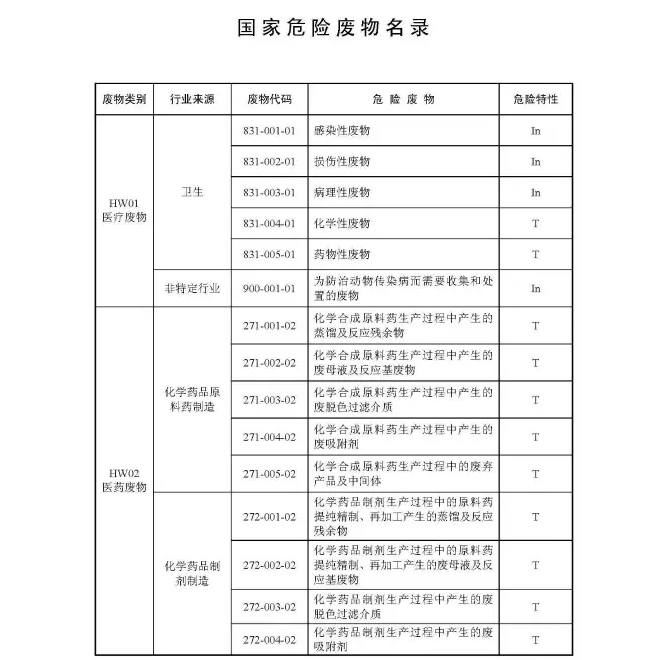 国家危险废物名录
废物类别 行业来源 废物代码 危险废物 危险特性
HW01
医疗废物
卫生
831-001-01 感染性废物 In
831-002-01 损伤性废物 In
831-003-01 病理性废物 In
831-004-01 化学性废物 T
831-005-01 药物性废物 T
非特定行业 900-001-01
为防治动物传染病而需要收集和处
置的废物
In
HW02
医药废物
化学药品原
料药制造
271-001-02
化学合成原料药生产过程中产生的
蒸馏及反应残余物
T
271-002-02
化学合成原料药生产过程中产生的
废母液及反应基废物
T
271-003-02
化学合成原料药生产过程中产生的
废脱色过滤介质
T
271-004-02
化学合成原料药生产过程中产生的
废吸附剂
T
271-005-02
化学合成原料药生产过程中的废弃
产品及中间体
T
化学药品制
剂制造
272-001-02
化学药品制剂生产过程中的原料药
提纯精制、再加工产生的蒸馏及反应
残余物
T
272-002-02
化学药品制剂生产过程中的原料药
提纯精制、再加工产生的废母液及反
应基废物
T
272-003-02
化学药品制剂生产过程中产生的废
脱色过滤介质
T
272-004-02
化学药品制剂生产过程中产生的废
吸附剂
T